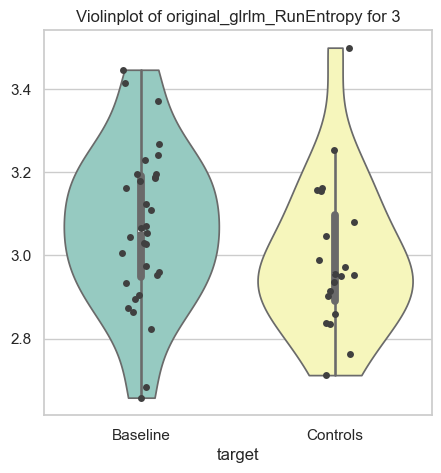 Violinplot of original_glrlm_RunEntropy for 3
3.4
3.2
3.0
2.8
Baseline
Controls
target